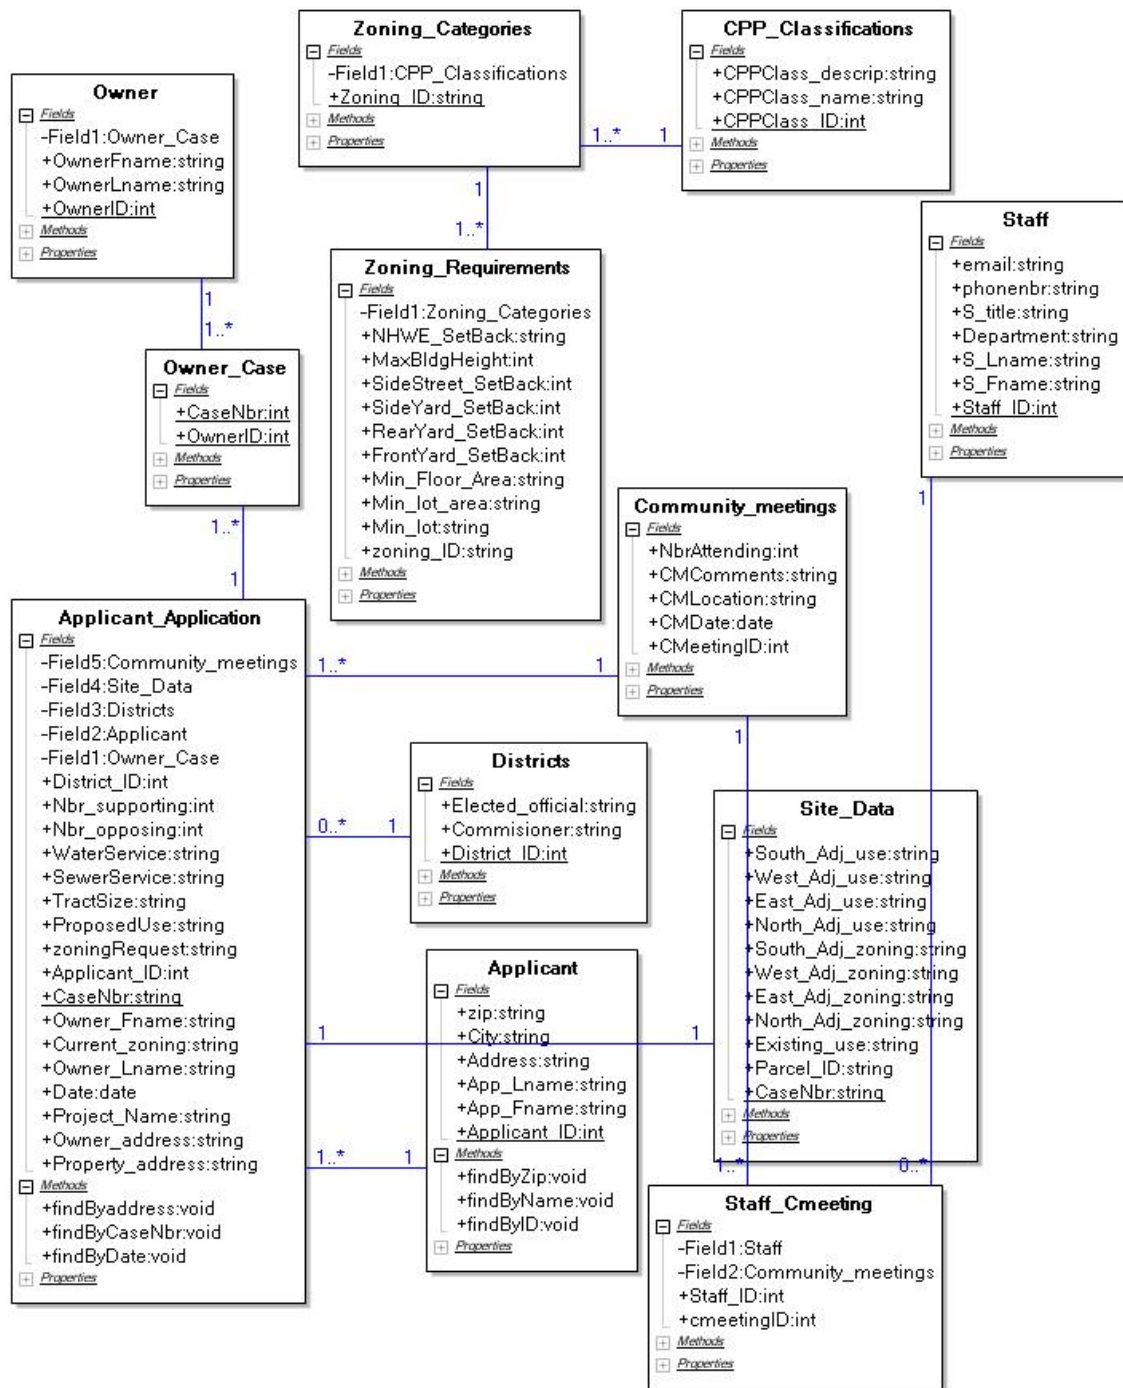 Zoning_Categories
Fields
-Field1:CPP_Classifications
+Zoning_ID:string
Methods
Properties
1..*
1
CPP_Classifications
Fields
+CPPClass_descrip:string
+CPPClass_name:string
+CPPClass_ID:int
Methods
Properties
Owner
Fields
-Field1:Owner_Case
+OwnerFname:string
+OwnerLname:string
+OwnerID:int
Methods
Properties
1
1..*
1
1..*
Zoning_Requirements
Fields
-Field1:Zoning_Categories
+NHWE_SetBack:string
+MaxBldgHeight:int
+SideStreet_SetBack:int
+SideYard_SetBack:int
+RearYard_SetBack:int
+FrontYard_SetBack:int
+Min_Floor_Area:string
+Min_lot_area:string
+Min_lot:string
+zoning_ID:string
Methods
Properties
Staff
Fields
+email:string
+phonenbr:string
+S_title:string
+Department:string
+S_Lname:string
+S_Fname:string
+Staff_ID:int
Methods
Properties
1
Owner_Case
Fields
+CaseNbr:int
+OwnerID:int
Methods
Properties
1..*
1
Community_meetings
Fields
+NbrAttending:int
+CMComments:string
+CMLocation:string
+CMDate:date
+CMeetingID:int
Methods
Properties
1
Applicant_Application
Fields
-Field5:Community_meetings
-Field4:Site_Data
-Field3:Districts
-Field2:Applicant
-Field1:Owner_Case
+District_ID:int
+Nbr_supporting:int
+Nbr_opposing:int
+WaterService:string
+SewerService:string
+TractSize:string
+ProposedUse:string
+zoningRequest:string
+Applicant_ID:int
+CaseNbr:string
+Owner_Fname:string
+Current_zoning:string
+Owner_Lname:string
+Date:date
+Project_Name:string
+Owner_address:string
+Property_address:string
Methods
+findByaddress:void
+findByCaseNbr:void
+findByDate:void
Properties
1..*
1
0..*
1
1
1
1..*
1
Districts
Fields
+Elected_official:string
+Commisioner:string
+District_ID:int
Methods
Properties
Applicant
Fields
+zip:string
+City:string
+Address:string
+App_Lname:string
+App_Fname:string
+Applicant_ID:int
Methods
+findByZip:void
+findByName:void
+findByID:void
Properties
Site_Data
Fields
+South_Adj_use:string
+West_Adj_use:string
+East_Adj_use:string
+North_Adj_use:string
+South_Adj_zoning:string
+West_Adj_zoning:string
+East_Adj_zoning:string
+North_Adj_zoning:string
+Existing_use:string
+Parcel_ID:string
+CaseNbr:string
Methods
Properties
1..*
0..*
Staff_Cmeeting
Fields
-Field1:Staff
-Field2:Community_meetings
+Staff_ID:int
+cmeetingID:int
Methods
Properties